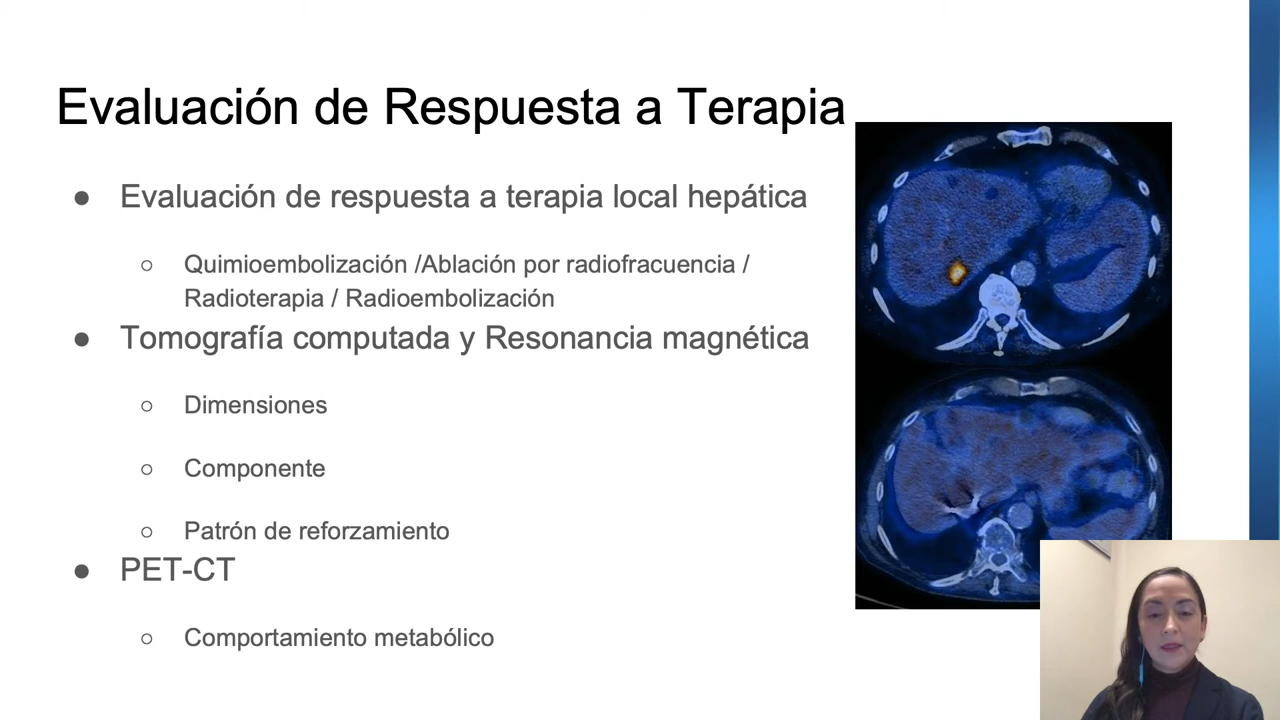 Evaluación de Respuesta a Terapia
● Evaluación de respuesta a terapia local hepática
○ Quimioembolización /Ablación por radiofracuencia /
Radioterapia / Radioembolización
● Tomografía computada y Resonancia magnética
○ Dimensiones
○ Componente
○ Patrón de reforzamiento
● PET-CT
○ Comportamiento metabólico